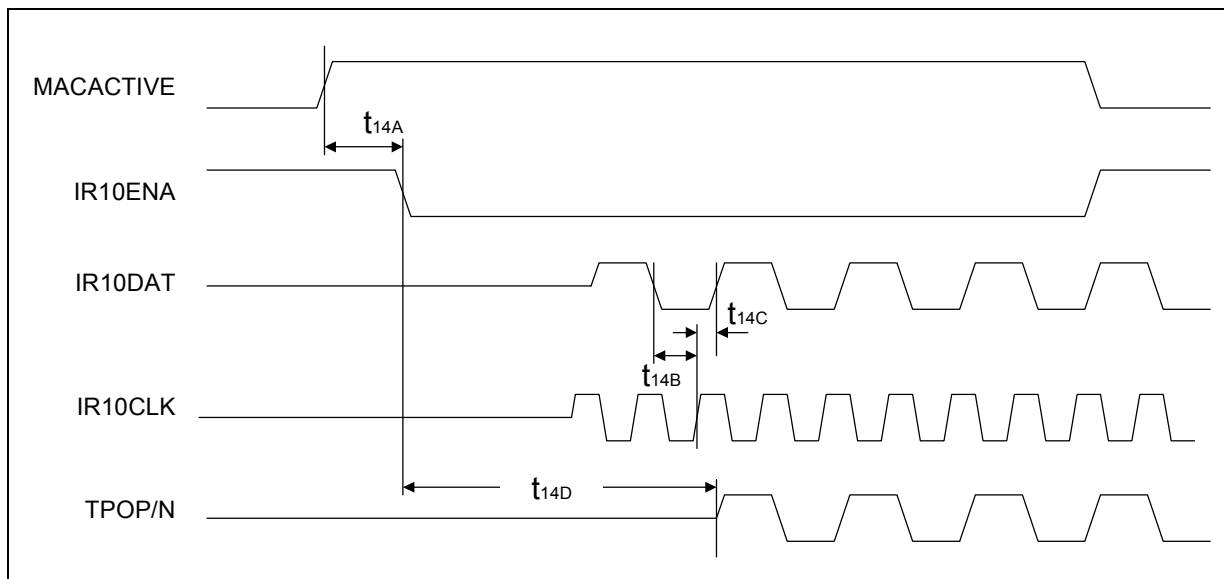 MACACTIVE
t14A
IR10ENA
IR10DAT
t14C
t14B
IR10CLK
t14D
TPOP/N